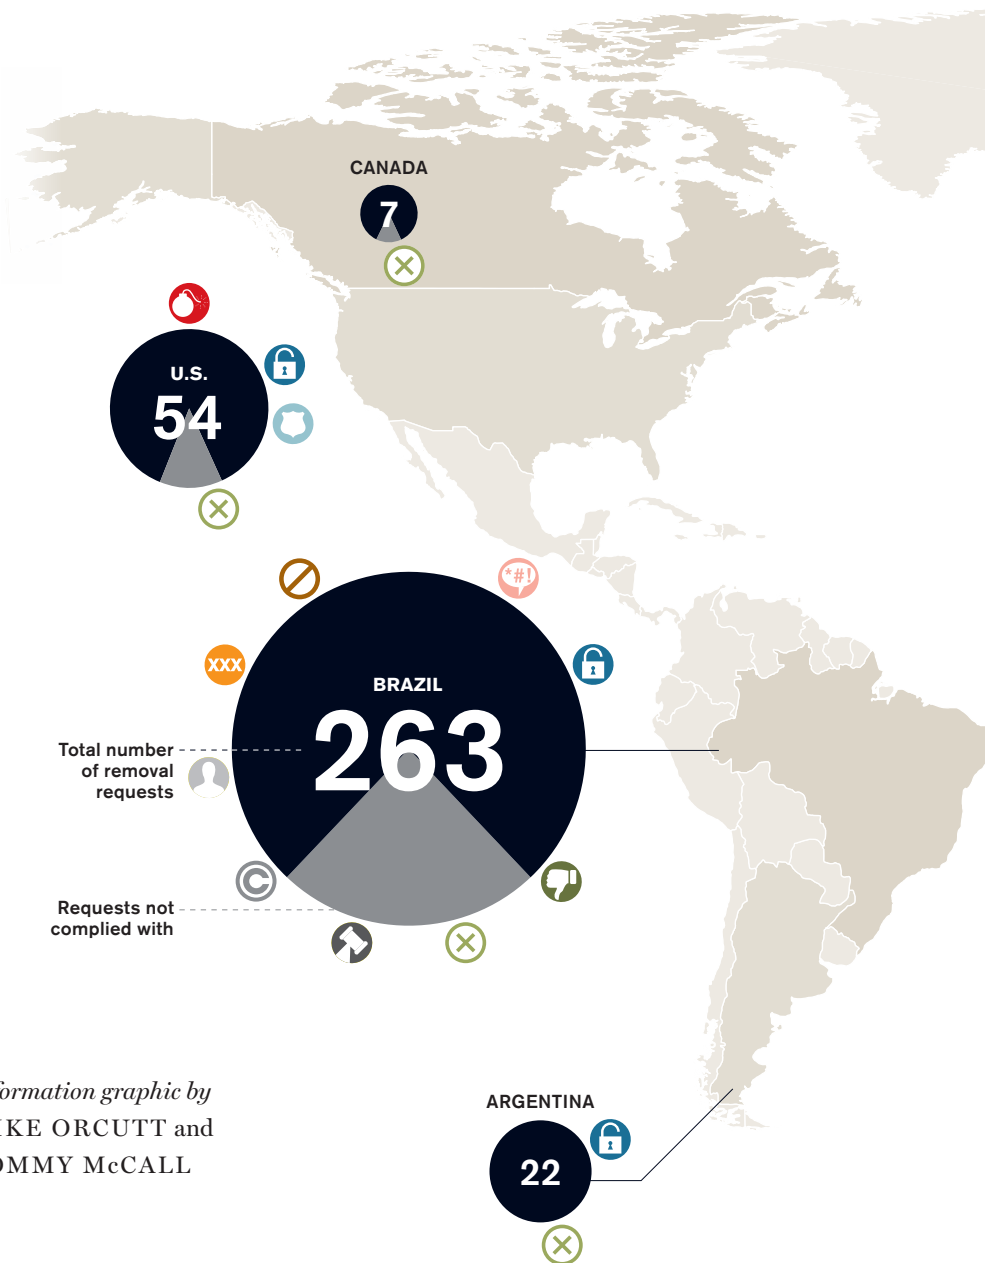 CANADA
7
U.S.
54
*#!
XXX
BRAZIL
263
Total number
of removal
requests
©
Requests not
complied with
formation graphic by
IKE ORCUTT and
OMMY McCALL
ARGENTINA
22